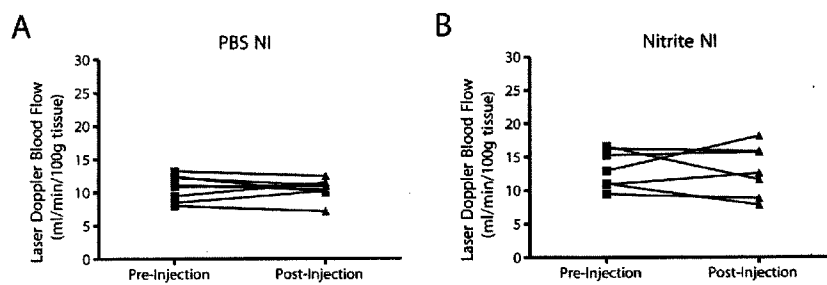 A
PBS NI
Laser Doppler Blood Flow
(ml/min/100g tissue)
30
25
20
15
10
5
0
Pre-Injection
Post-Injection
B
Nitrite NI
Laser Doppler Blood Flow
(ml/min/100g tissue)
30
25
20
15
10
5
0
Pre-Injection
Post-Injection